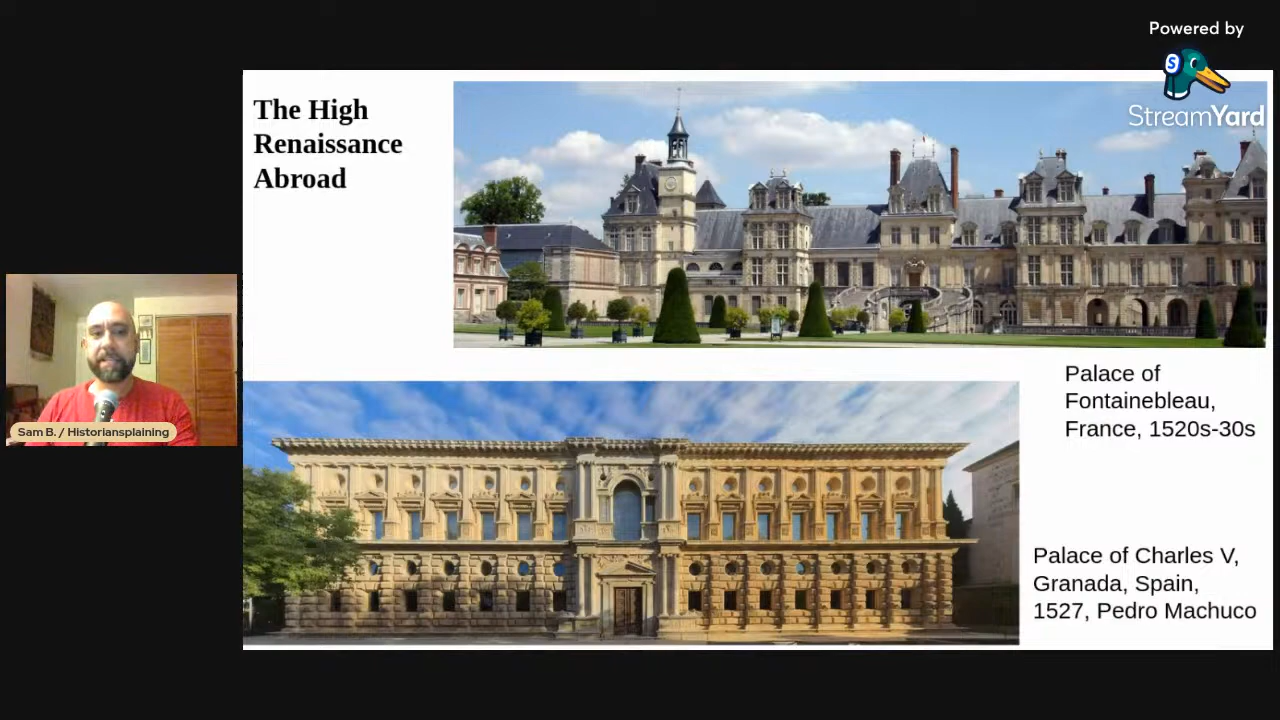 Powered by
StreamYard
The High
Renaissance
Abroad
Palace of
Fontainebleau,
France, 1520s-30s
Sam B. / Historiansplaining
Palace of Charles V,
Granada, Spain,
1527, Pedro Machuco